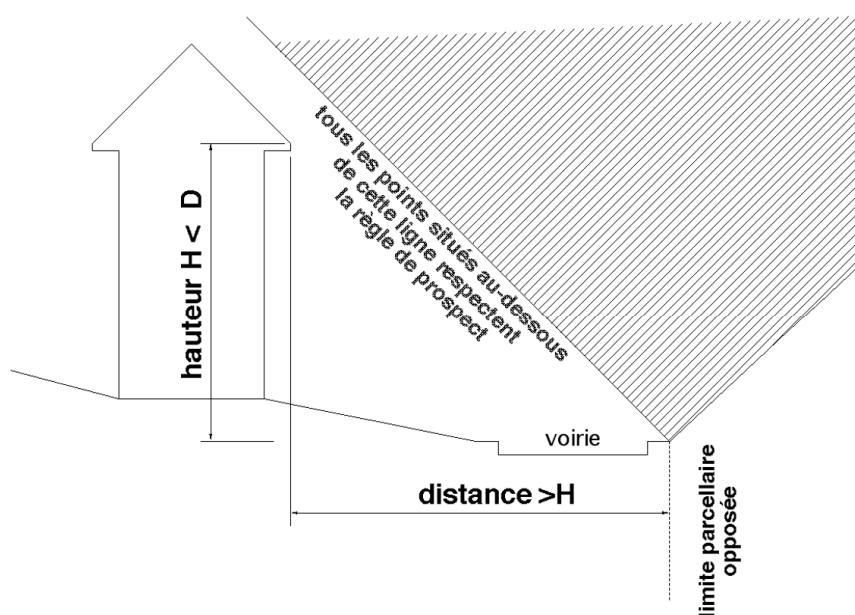 tous les points situés au-dessous
de cette ligne respectent
la règle de prospect
hauteur H < D
voirie
distance >H
limite parcellaire
opposée